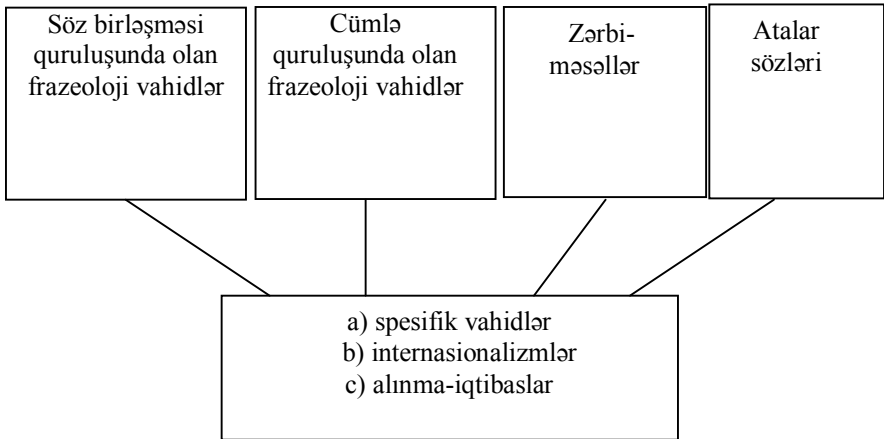 Söz birləşməsi
quruluşunda olan
frazeoloji vahidlər
Cümlə
quruluşunda olan
frazeoloji vahidlər
Zərbi-
məsəllər
Atalar
sözləri
a) spesifik vahidlər
b) internasionalizmlər
c) alınma-iqtibaslar